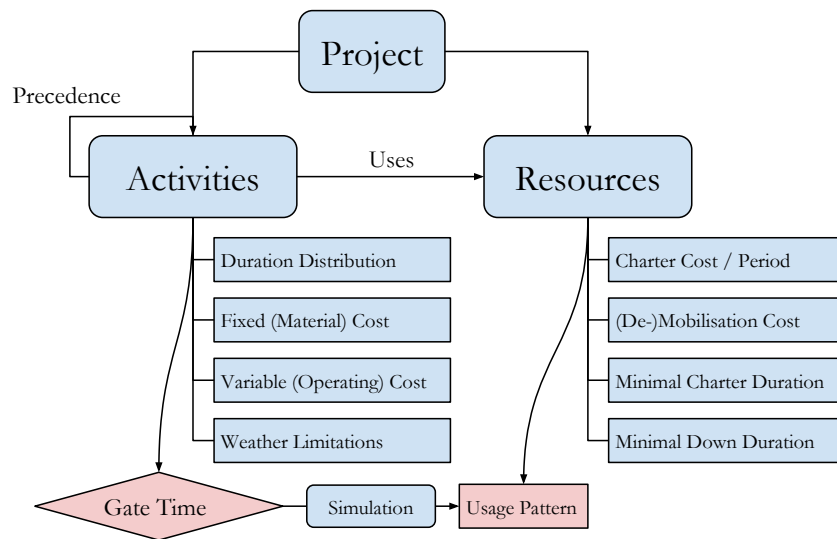 Project
Precedence
Activities
Uses
Resources
Duration Distribution
Charter Cost / Period
Fixed (Material) Cost
(De-)Mobilisation Cost
Variable (Operating) Cost
Minimal Charter Duration
Weather Limitations
Minimal Down Duration
Gate Time
Simulation
Usage Pattern